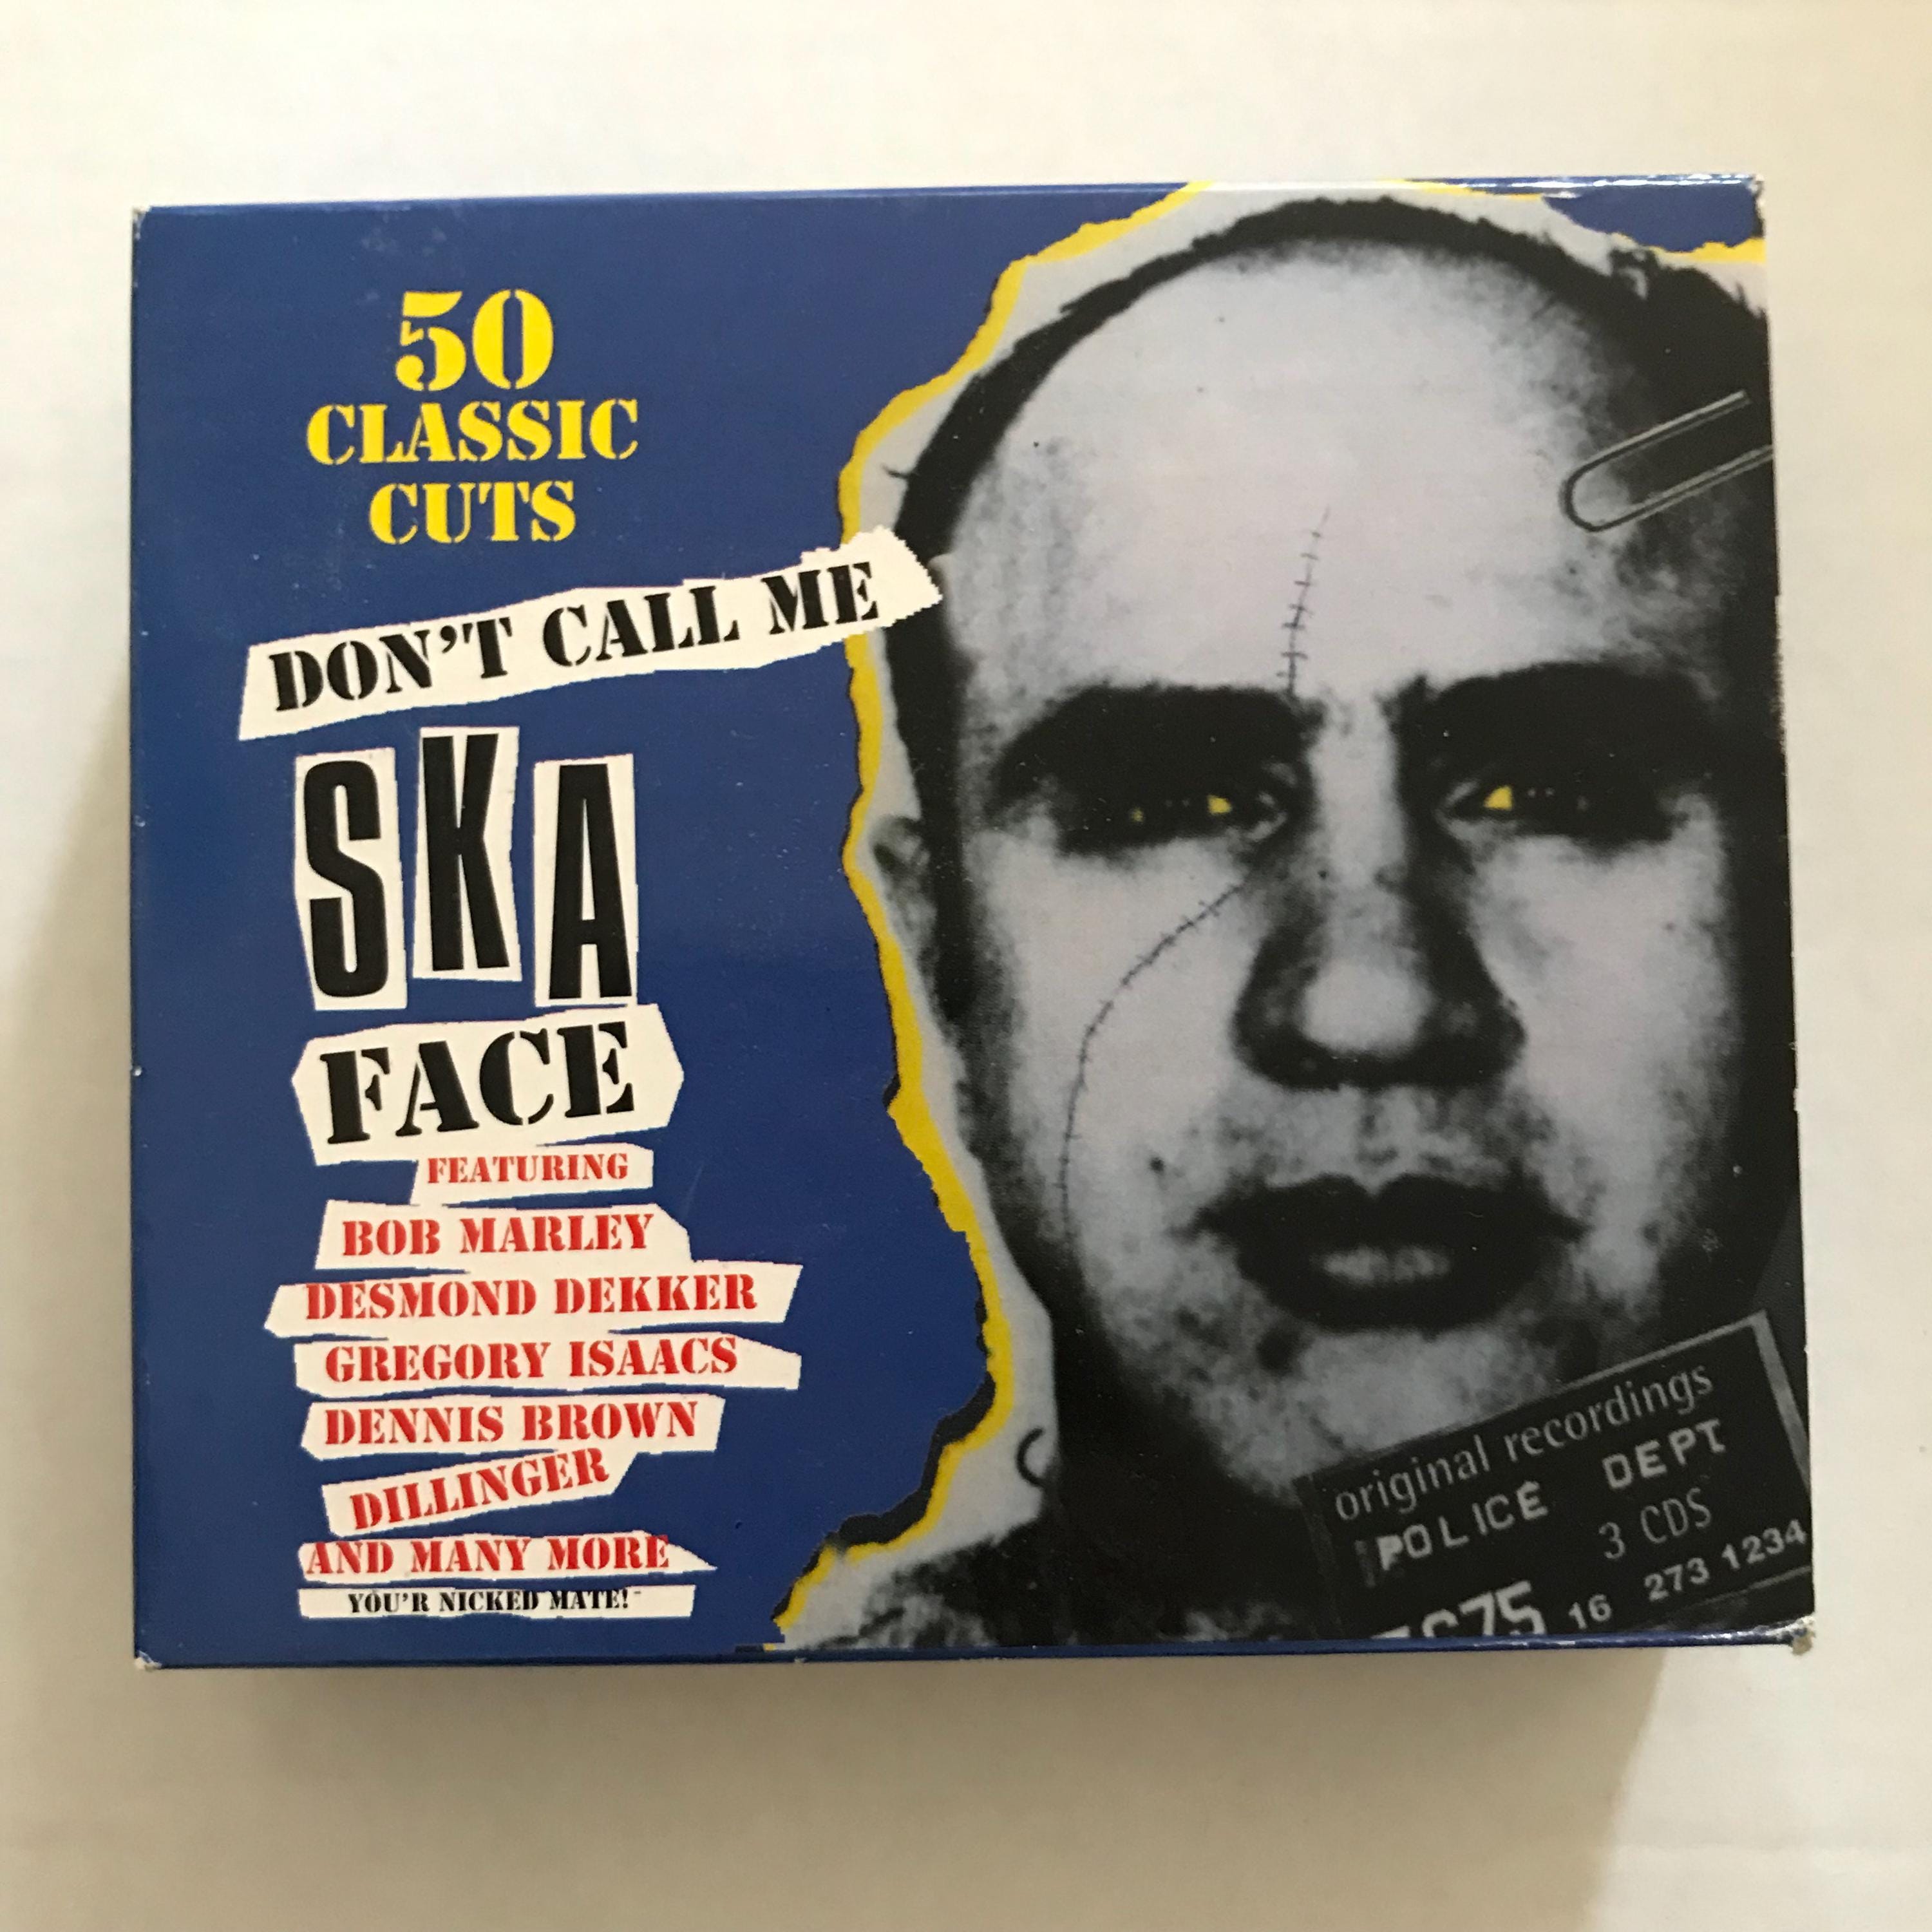 50
CLASSIC
CUTS
DON'T CALL ME
SKA
FACE
FEATURING
BOB MARLEY
DESMOND DEKKER
GREGORY ISAACS
DENNIS BROWN
DILLINGER
AND MANY MORE
YOU'R NICKED MATE!
original recordings
POLICE DEPT
3 CDS
16 273 1234